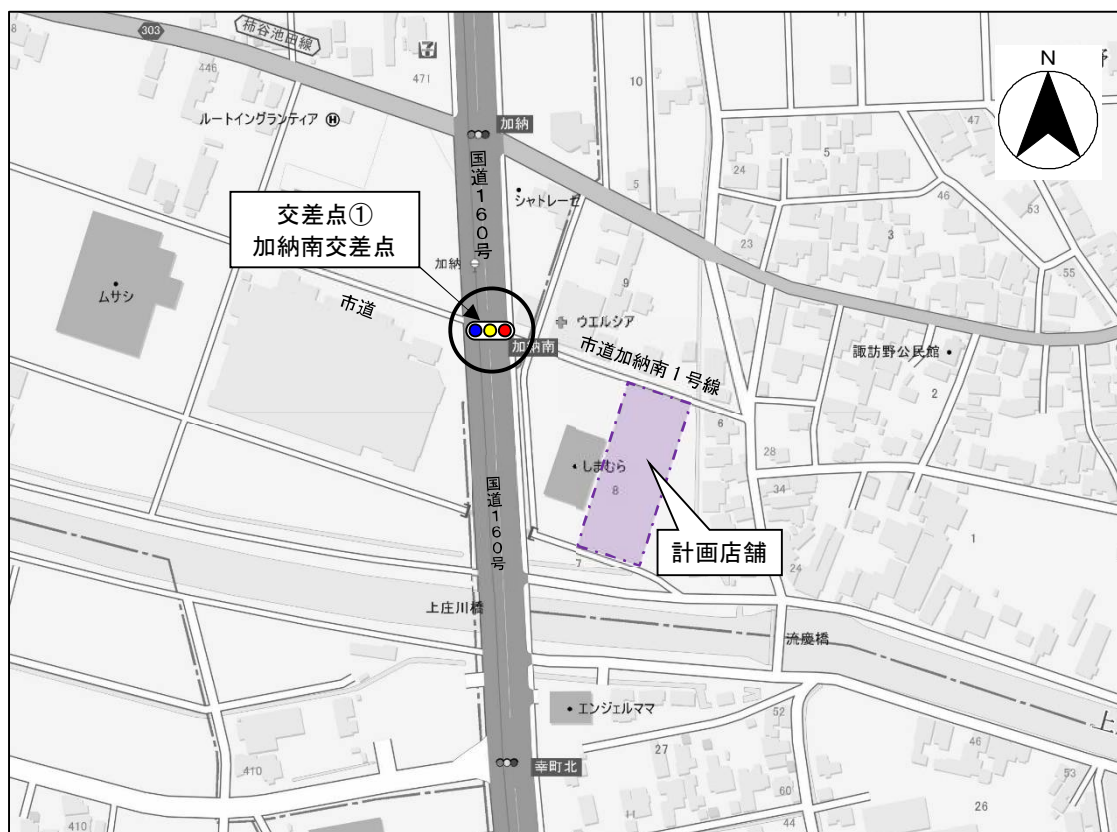 8
303
柿谷池田線
446
471
10
N
野
47
ルートイングランティア
H
加納
5
24
46
53
国道160号
5
シャトレーゼ
交差点①
加納南交差点
3
23
加納
55
9
ムサシ
ウエルシア
市道
加納南
市道加納南1号線
諏訪野公民館
2
6
28
しまむら
国道160号
8
34
計画店舗
1
7
24
上庄川橋
流慶橋
上
エンジェルママ
52
27
46
410
幸町北
53
60
26
410
44